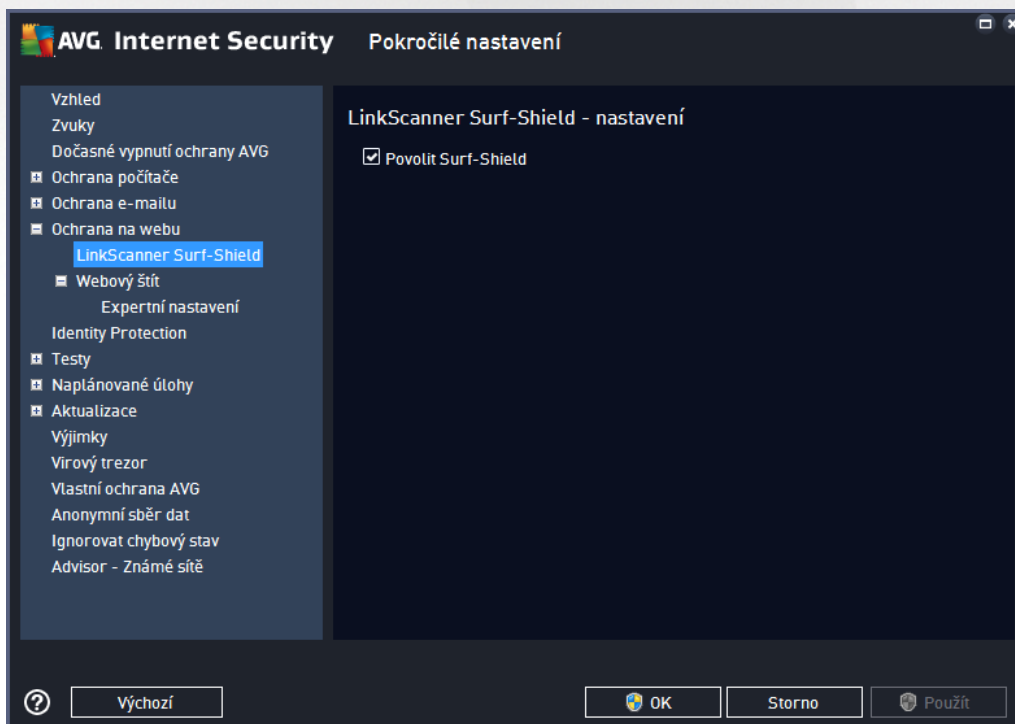 AVG. Internet Security Pokročilé nastavení
Vzhled
Zvuky
Dočasné vypnutí ochrany AVG
Ochrana počítače
Ochrana e-mailu
Ochrana na webu
LinkScanner Surf-Shield
Webový štít
Expertní nastavení
Identity Protection
Testy
Naplánované úlohy
Aktualizace
Výjimky
Virový trezor
Vlastní ochrana AVG
Anonymní sběr dat
Ignorovat chybový stav
Advisor - Známé sítě
LinkScanner Surf-Shield - nastavení
Povolit Surf-Shield
Výchozí
OK
Storno
Použít